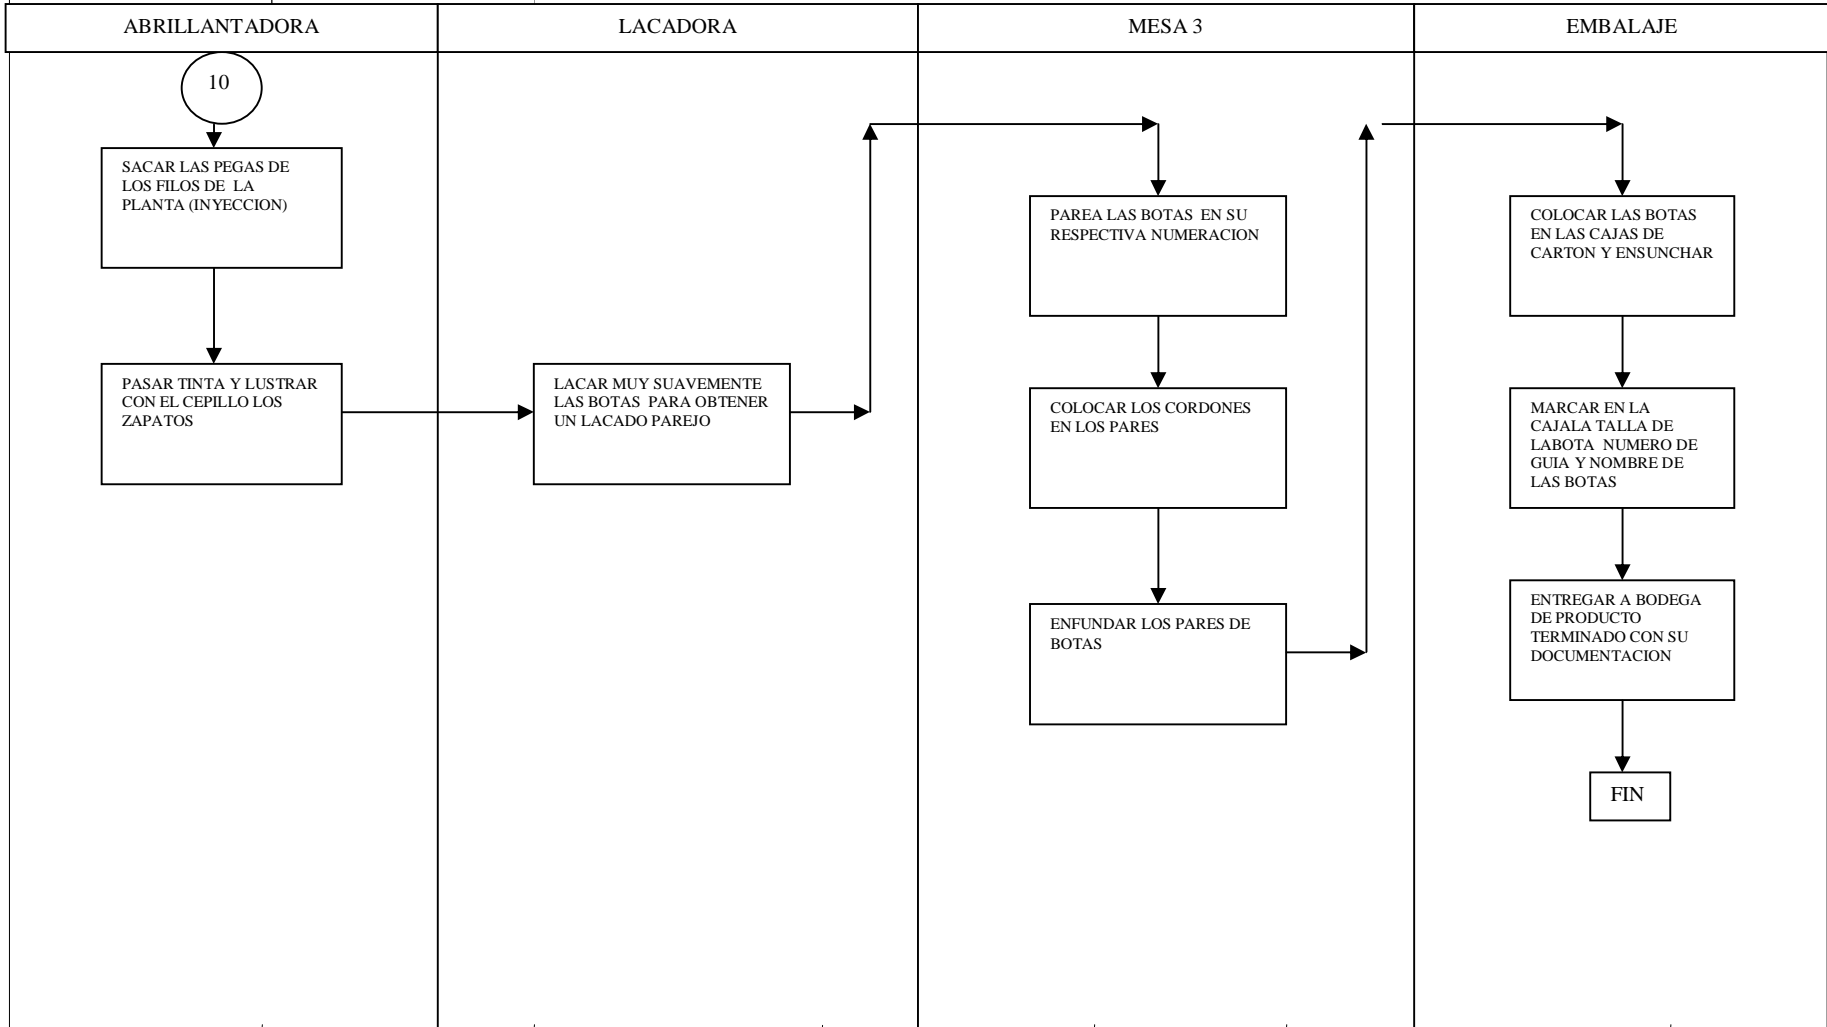 ABRILLANTADORA
LACADORA
MESA 3
EMBALAJE
10
SACAR LAS PEGAS DE
LOS FILOS DE LA
PLANTA (INYECCION)
PASAR TINTA Y LUSTRAR
CON EL CEPILLO LOS
ZAPATOS
LACAR MUY SUAVEMENTE
LAS BOTAS PARA OBTENER
UN LACADO PAREJO
PAREA LAS BOTAS EN SU
RESPECTIVA NUMERACION
COLOCAR LOS CORDONES
EN LOS PARES
ENFUNDAR LOS PARES DE
BOTAS
COLOCAR LAS BOTAS
EN LAS CAJAS DE
CARTON Y ENSUNCHAR
MARCAR EN LA
CAJALA TALLA DE
LABOTA NUMERO DE
GUIA Y NOMBRE DE
LAS BOTAS
ENTREGAR A BODEGA
DE PRODUCTO
TERMINADO CON SU
DOCUMENTACION
FIN